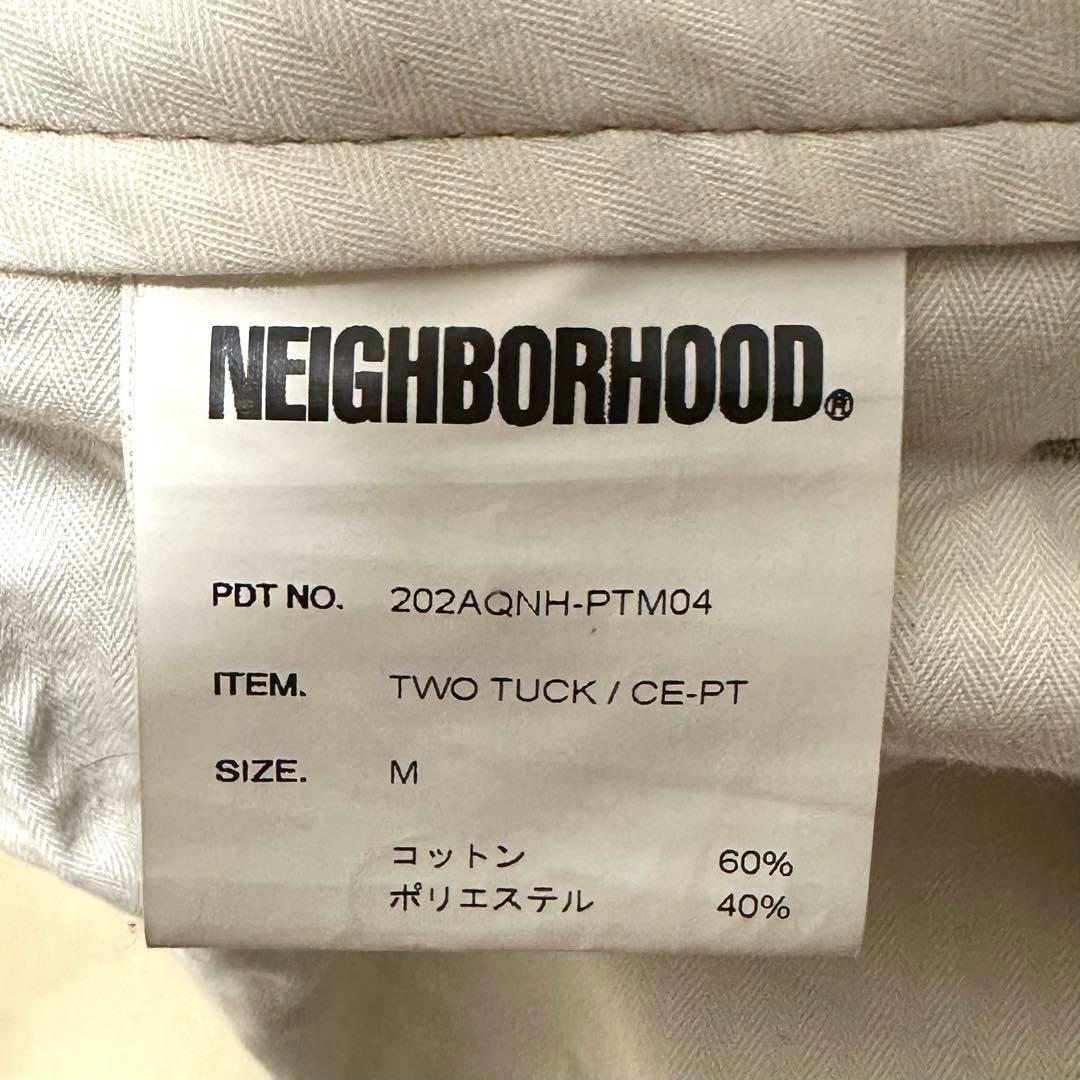 NEIGHBORHOOD®
PDT NO. 202AQNH-PTM04
ITEM. TWO TUCK / CE-PT
SIZE. M
コットン 60%
ポリエステル 40%